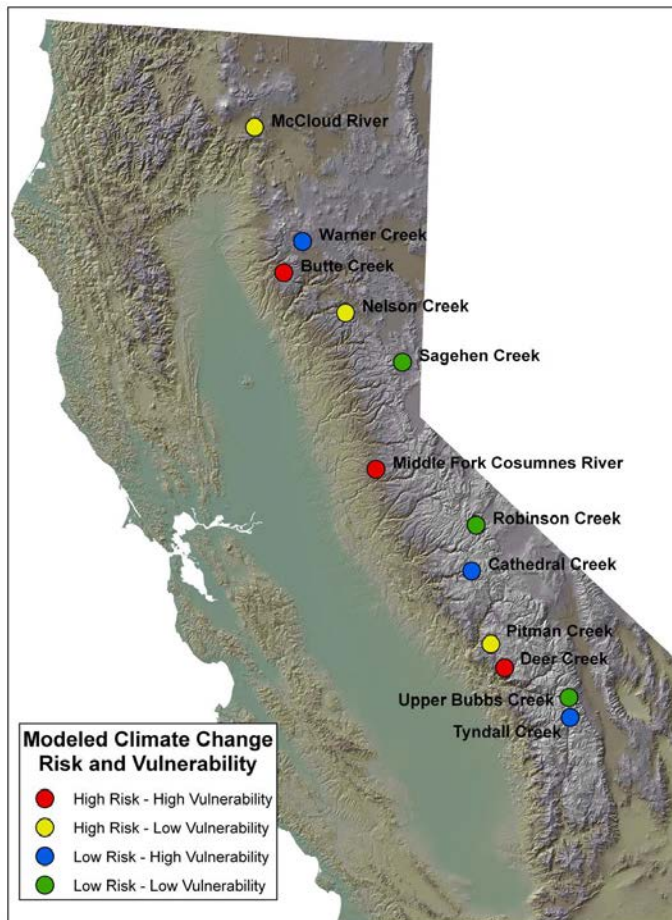 McCloud River
Warner Creek
Butte Creek
Nelson Creek
Sagehen Creek
Middle Fork Cosumnes River
Robinson Creek
Cathedral Creek
Pitman Creek
Deer Creek
Upper Bubbs Creek
Tyndall Creek
Modeled Climate Change
Risk and Vulnerability
High Risk - High Vulnerability
High Risk - Low Vulnerability
Low Risk - High Vulnerability
Low Risk - Low Vulnerability